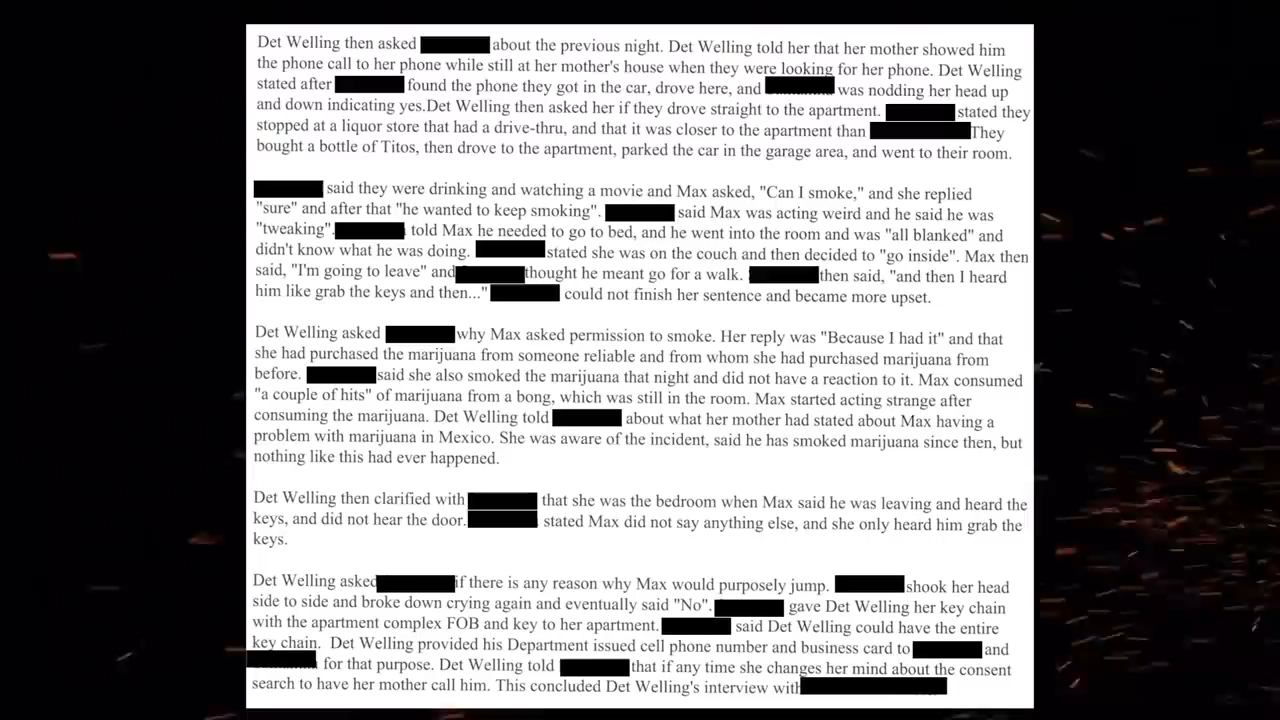 Det Welling then asked about the previous night. Det Welling told her that her mother showed him
the phone call to her phone while still at her mother's house when they were looking for her phone. Det Welling
stated after found the phone they got in the car, drove here, and was nodding her head up
and down indicating yes.Det Welling then asked her if they drove straight to the apartment. stated they
stopped at a liquor store that had a drive-thru, and that it was closer to the apartment than They
bought a bottle of Titos, then drove to the apartment, parked the car in the garage area, and went to their room.
said they were drinking and watching a movie and Max asked, "Can I smoke," and she replied
"sure" and after that "he wanted to keep smoking". said Max was acting weird and he said he was
"tweaking". told Max he needed to go to bed, and he went into the room and was "all blanked" and
didn't know what he was doing. stated she was on the couch and then decided to "go inside". Max then
said, "I'm going to leave" and thought he meant go for a walk. then said, "and then I heard
him like grab the keys and then..." could not finish her sentence and became more upset.
Det Welling asked why Max asked permission to smoke. Her reply was "Because I had it" and that
she had purchased the marijuana from someone reliable and from whom she had purchased marijuana from
before. said she also smoked the marijuana that night and did not have a reaction to it. Max consumed
"a couple of hits" of marijuana from a bong, which was still in the room. Max started acting strange after
consuming the marijuana. Det Welling told about what her mother had stated about Max having a
problem with marijuana in Mexico. She was aware of the incident, said he has smoked marijuana since then, but
nothing like this had ever happened.
Det Welling then clarified with that she was the bedroom when Max said he was leaving and heard the
keys, and did not hear the door. stated Max did not say anything else, and she only heard him grab the
keys.
Det Welling asked if there is any reason why Max would purposely jump. shook her head
side to side and broke down crying again and eventually said "No". gave Det Welling her key chain
with the apartment complex FOB and key to her apartment. said Det Welling could have the entire
key chain. Det Welling provided his Department issued cell phone number and business card to and
for that purpose. Det Welling told that if any time she changes her mind about the consent
search to have her mother call him. This concluded Det Welling's interview with